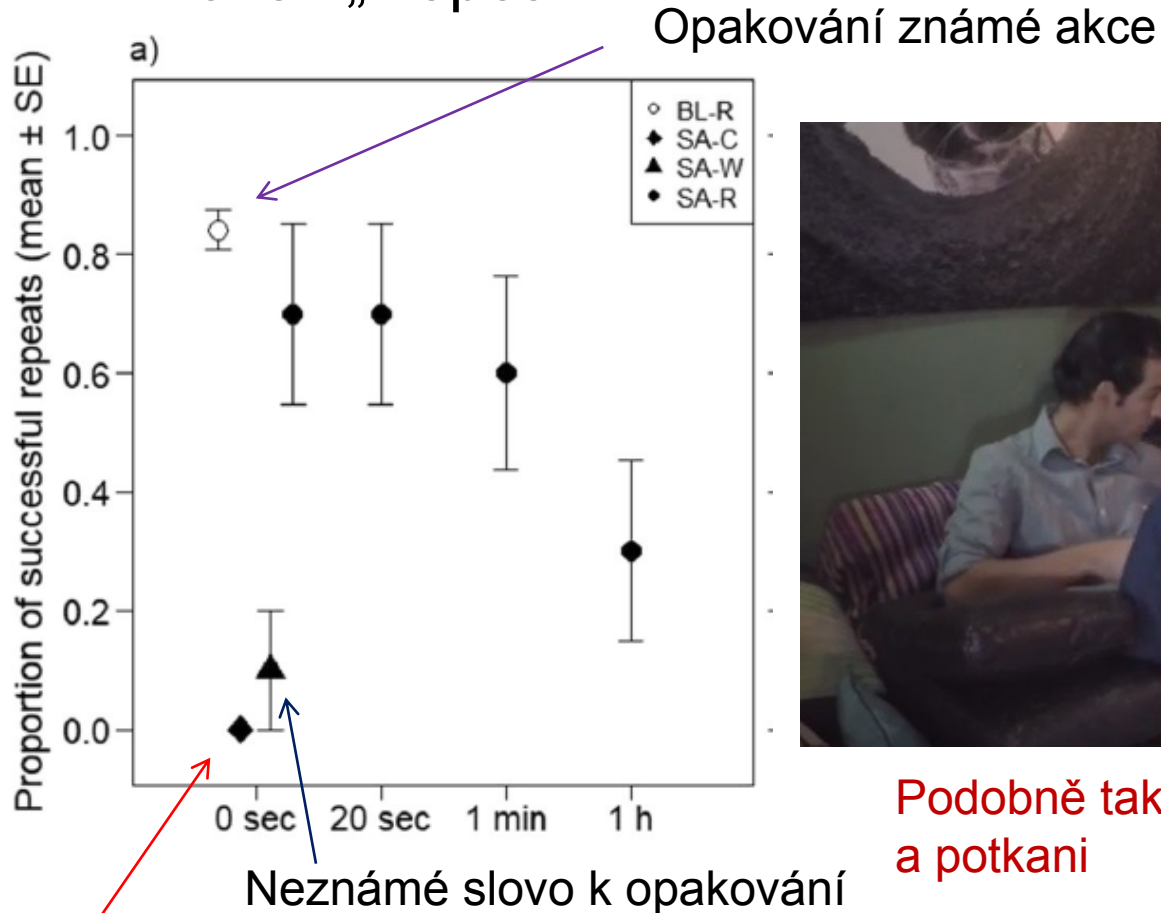 Opakování známé akce
a)
Proportion of successful repeats (mean ± SE)
BL-R
SA-C
SA-W
SA-R
1.0
0.8
0.6
0.4
0.2
0.0
0 sec 20 sec 1 min 1 h
Neznámé slovo k opakování
Podobně tak
a potkani